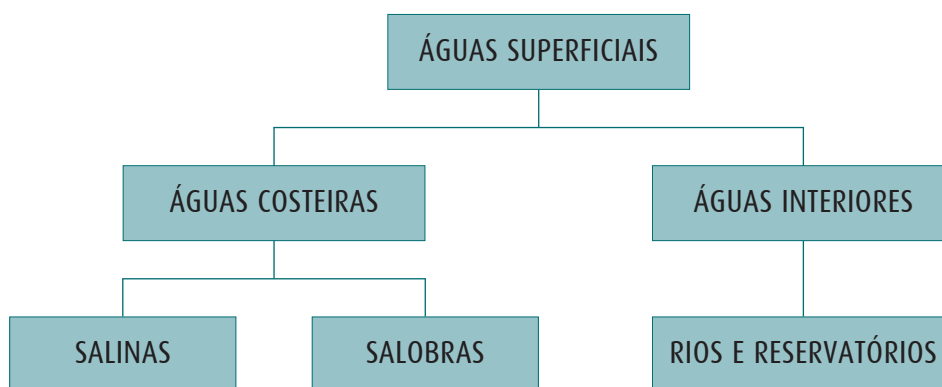 ÁGUAS SUPERFICIAIS
ÁGUAS COSTEIRAS
ÁGUAS INTERIORES
SALINAS
SALOBRAS
RIOS E RESERVATÓRIOS